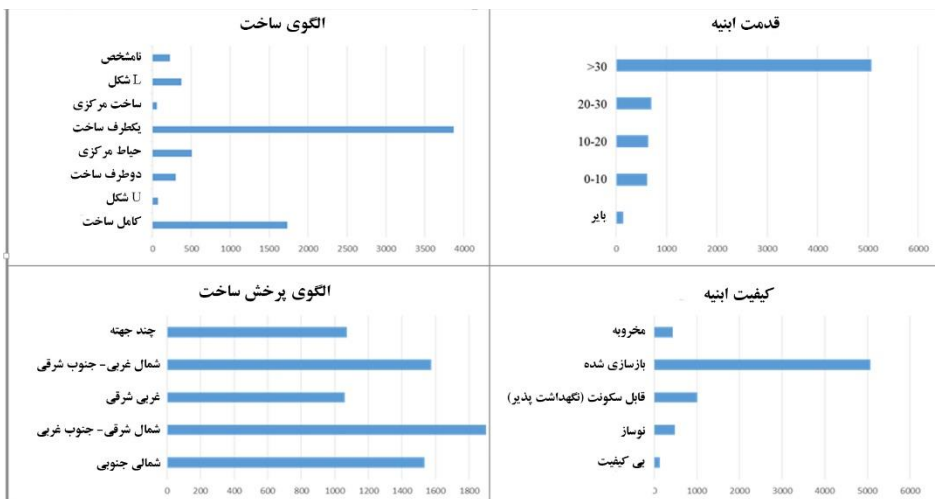 الگوی ساخت
نامشخص
L شکل
ساخت مرکزی
یکطرف ساخت
حیاط مرکزی
دوطرف ساخت
U شکل
کامل ساخت
0 500 1000 1500 2000 2500 3000 3500 4000
قدمت ابنیه
>30
20-30
10-20
0-10
بایر
0 1000 2000 3000 4000 5000 6000
الگوی پرخش ساخت
چند جهته
شمال غربی- جنوب شرقی
غربی شرقی
شمال شرقی- جنوب غربی
شمالی جنوبی
0 200 400 600 800 1000 1200 1400 1600 1800
کیفیت ابنیه
مخروبه
بازسازی شده
قابل سکونت (نگهداشت پذیر)
نوساز
بی کیفیت
0 1000 2000 3000 4000 5000 6000